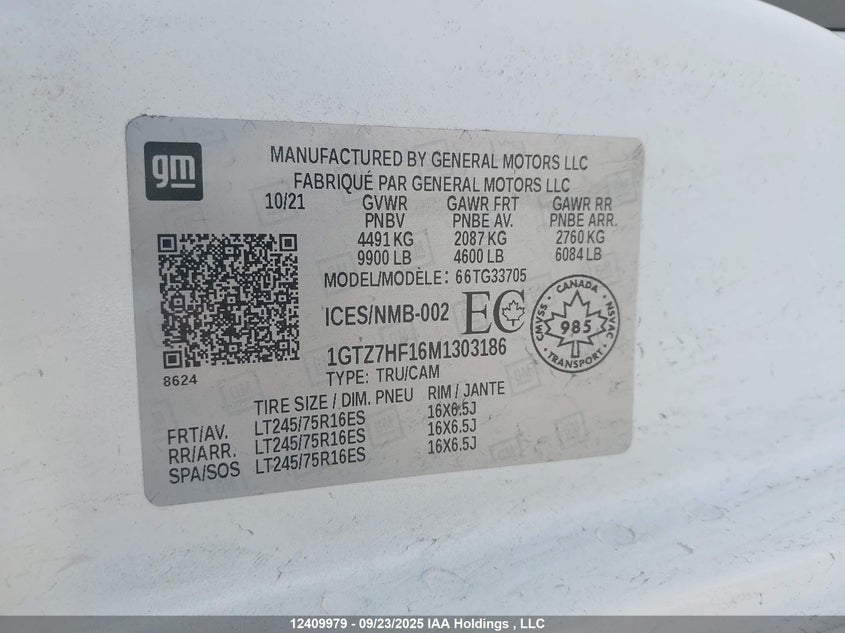 gm
MANUFACTURED BY GENERAL MOTORS LLC
FABRIQUÉ PAR GENERAL MOTORS LLC
10/21 GVWR GAWR FRT GAWR RR
PNBV PNBE AV. PNBE ARR.
4491 KG 2087 KG 2760 KG
9900 LB 4600 LB 6084 LB
MODEL/MODÈLE: 66TG33705
ICES/NMB-002 EC
CANADA
CMVSS 985 NSVAC
TRANSPORT
1GTZ7HF16M1303186
8624
TYPE: TRU/CAM
TIRE SIZE / DIM. PNEU RIM / JANTE
FRT/AV. LT245/75R16ES 16X6.5J
RR/ARR. LT245/75R16ES 16X6.5J
SPA/SOS LT245/75R16ES 16X6.5J
12409979 - 09/23/2025 IAA Holdings , LLC